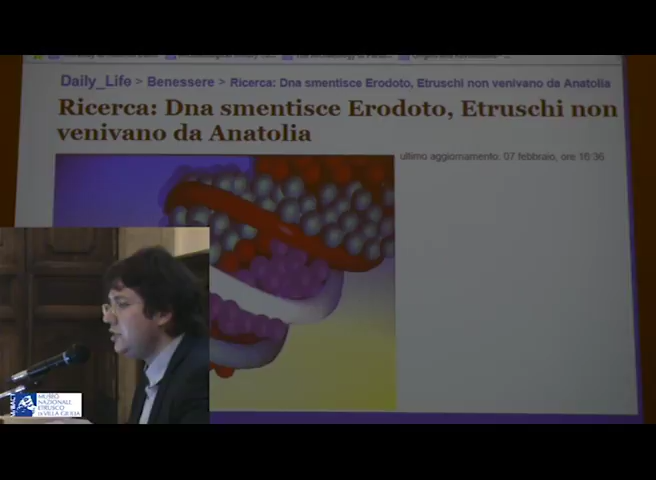 Daily_Life > Benessere > Ricerca: Dna smentisce Erodoto, Etruschi non venivano da Anatolia
Ricerca: Dna smentisce Erodoto, Etruschi non
venivano da Anatolia
ultimo aggiornamento: 07 febbraio, ore 16:36
MUSEO
NAZIONALE
ETRUSCO
DI VILLA GIULIA